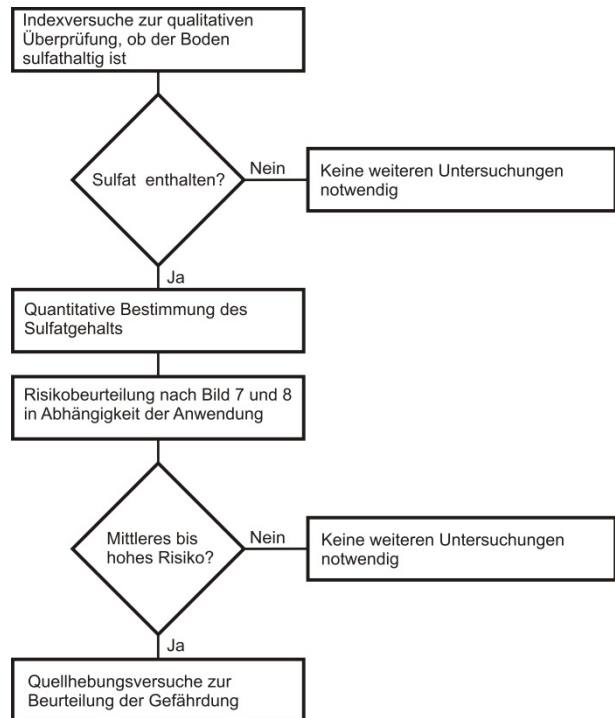 Indexversuche zur qualitativen
Überprüfung, ob der Boden
sulfathaltig ist
Sulfat enthalten?
Nein
Keine weiteren Untersuchungen
notwendig
Ja
Quantitative Bestimmung des
Sulfatgehalts
Risikobeurteilung nach Bild 7 und 8
in Abhängigkeit der Anwendung
Mittleres bis
hohes Risiko?
Nein
Keine weiteren Untersuchungen
notwendig
Ja
Quellhebungsversuche zur
Beurteilung der Gefährdung